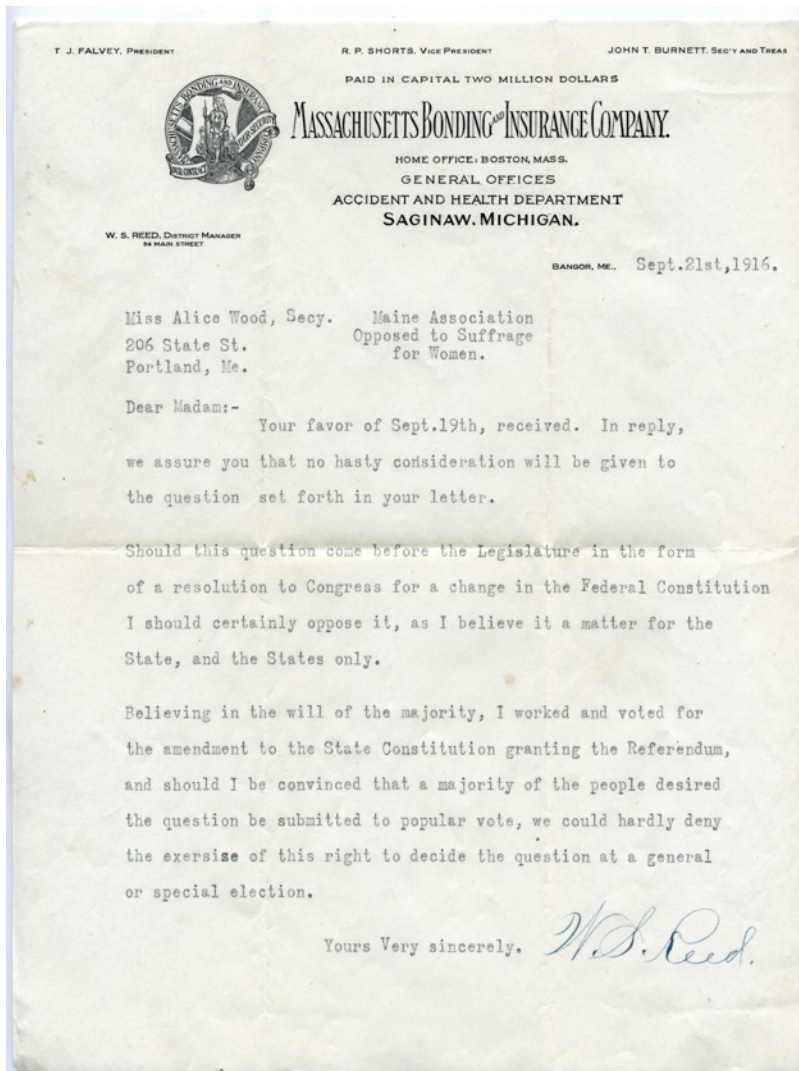 T J. FALVEY, PRESIDENT R. P. SHORTS, VICE PRESIDENT JOHN T. BURNETT, SEC'Y AND TREAS
PAID IN CAPITAL TWO MILLION DOLLARS
MASSACHUSETTS BONDING AND INSURANCE COMPANY
OUR CONTRACT YOUR SECURITY
MASSACHUSETTS BONDING AND INSURANCE COMPANY.
HOME OFFICE: BOSTON, MASS.
GENERAL OFFICES
ACCIDENT AND HEALTH DEPARTMENT
SAGINAW, MICHIGAN.
W. S. REED, DISTRICT MANAGER
54 MAIN STREET
BANGOR, ME., Sept.21st,1916.
Miss Alice Wood, Secy. Maine Association
206 State St. Opposed to Suffrage
Portland, Me. for Women.
Dear Madam:-
Your favor of Sept.19th, received. In reply,
we assure you that no hasty consideration will be given to
the question set forth in your letter.
Should this question come before the Legislature in the form
of a resolution to Congress for a change in the Federal Constitution
I should certainly oppose it, as I believe it a matter for the
State, and the States only.
Believing in the will of the majority, I worked and voted for
the amendment to the State Constitution granting the Referendum,
and should I be convinced that a majority of the people desired
the question be submitted to popular vote, we could hardly deny
the exersise of this right to decide the question at a general
or special election.
Yours Very sincerely. W. S. Reed.